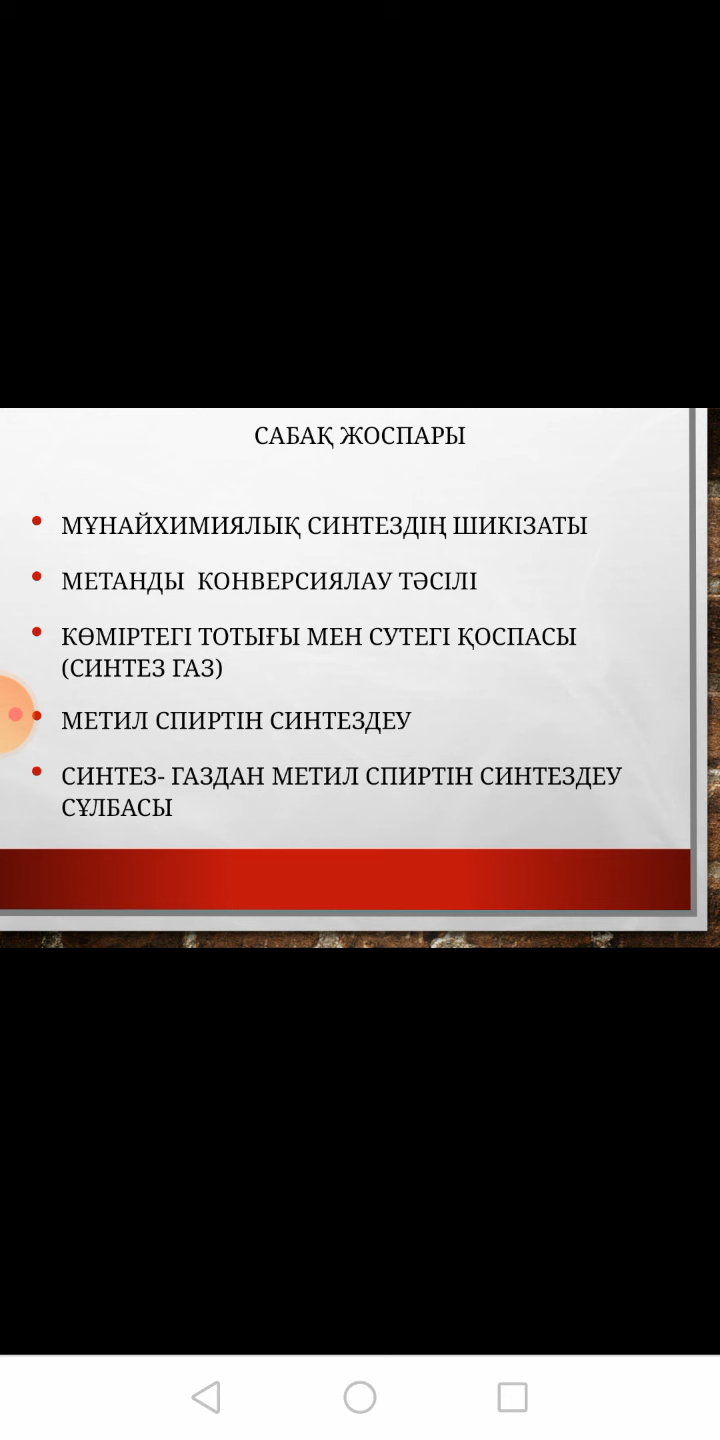 САБАҚ ЖОСПАРЫ
• МҰНАЙХИМИЯЛЫҚ СИНТЕЗДІҢ ШИКІЗАТЫ
• МЕТАНДЫ КОНВЕРСИЯЛАУ ТӘСІЛІ
• КӨМІРТЕГІ ТОТЫҒЫ МЕН СУТЕГІ ҚОСПАСЫ
(СИНТЕЗ ГАЗ)
• МЕТИЛ СПИРТІН СИНТЕЗДЕУ
• СИНТЕЗ- ГАЗДАН МЕТИЛ СПИРТІН СИНТЕЗДЕУ
СҰЛБАСЫ